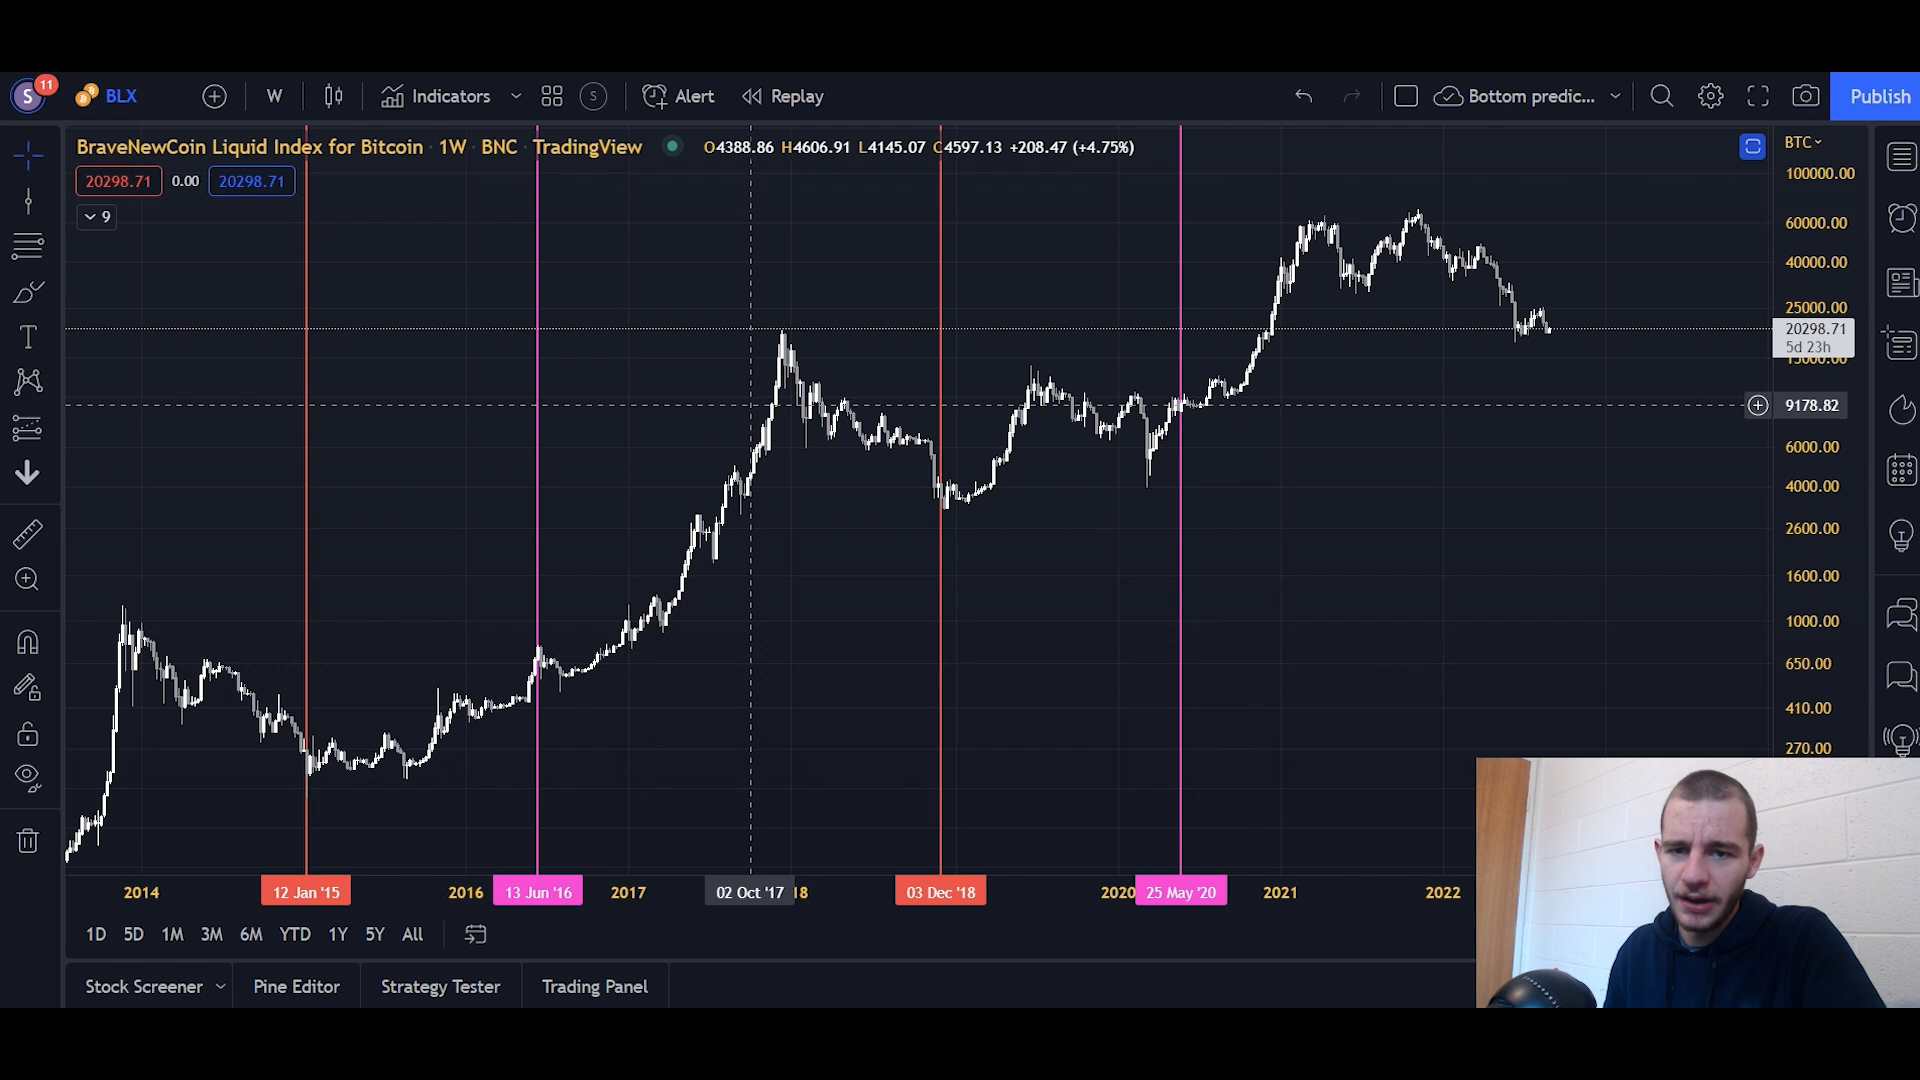 S 11 BLX W Indicators S Alert Replay Bottom predic... Publish
BraveNewCoin Liquid Index for Bitcoin · 1W · BNC · TradingView O4388.86 H4606.91 L4145.07 C4597.13 +208.47 (+4.75%) BTC
20298.71 0.00 20298.71
9
100000.00
60000.00
40000.00
25000.00
20298.71
5d 23h
15000.00
9178.82
6000.00
4000.00
2600.00
1600.00
1000.00
650.00
410.00
270.00
2014 12 Jan '15 2016 13 Jun '16 2017 02 Oct '17 18 03 Dec '18 2020 25 May '20 2021 2022
1D 5D 1M 3M 6M YTD 1Y 5Y All
Stock Screener Pine Editor Strategy Tester Trading Panel